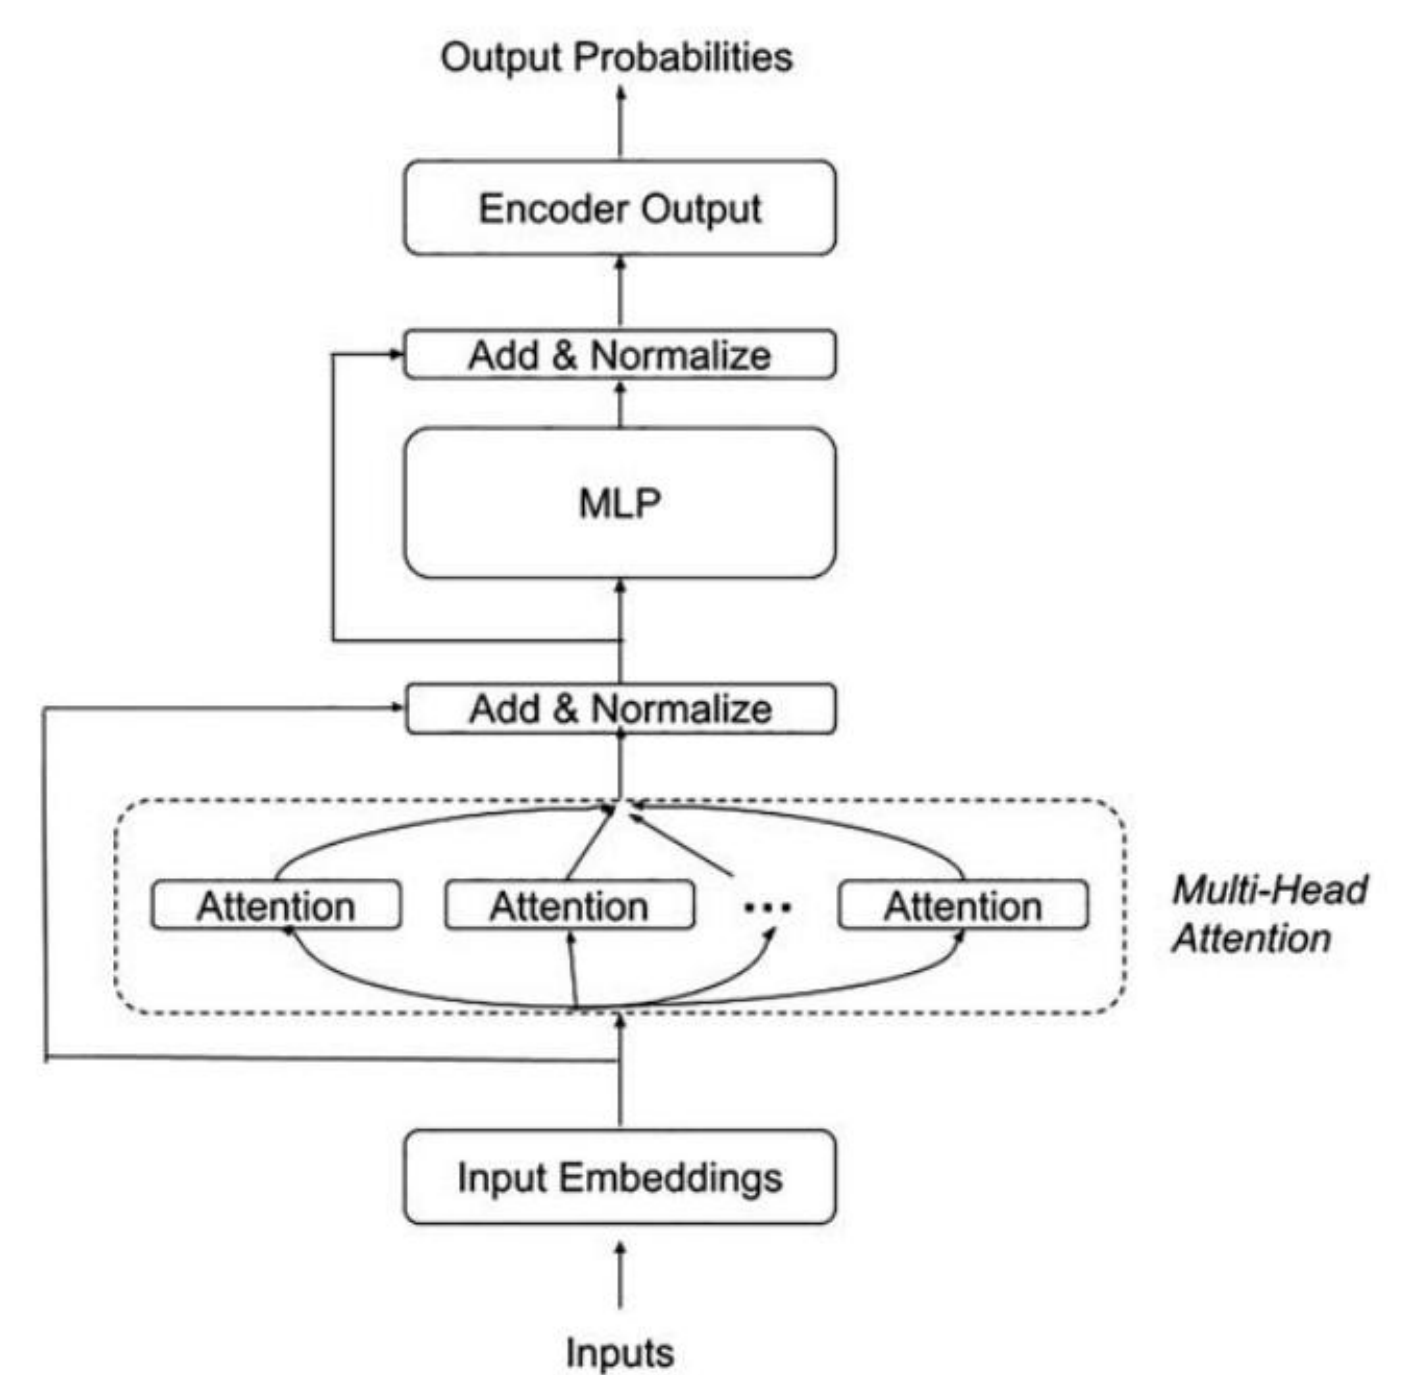 Output Probabilities
Encoder Output
Add & Normalize
MLP
Add & Normalize
Attention
Attention
...
Attention
Multi-Head
Attention
Input Embeddings
Inputs